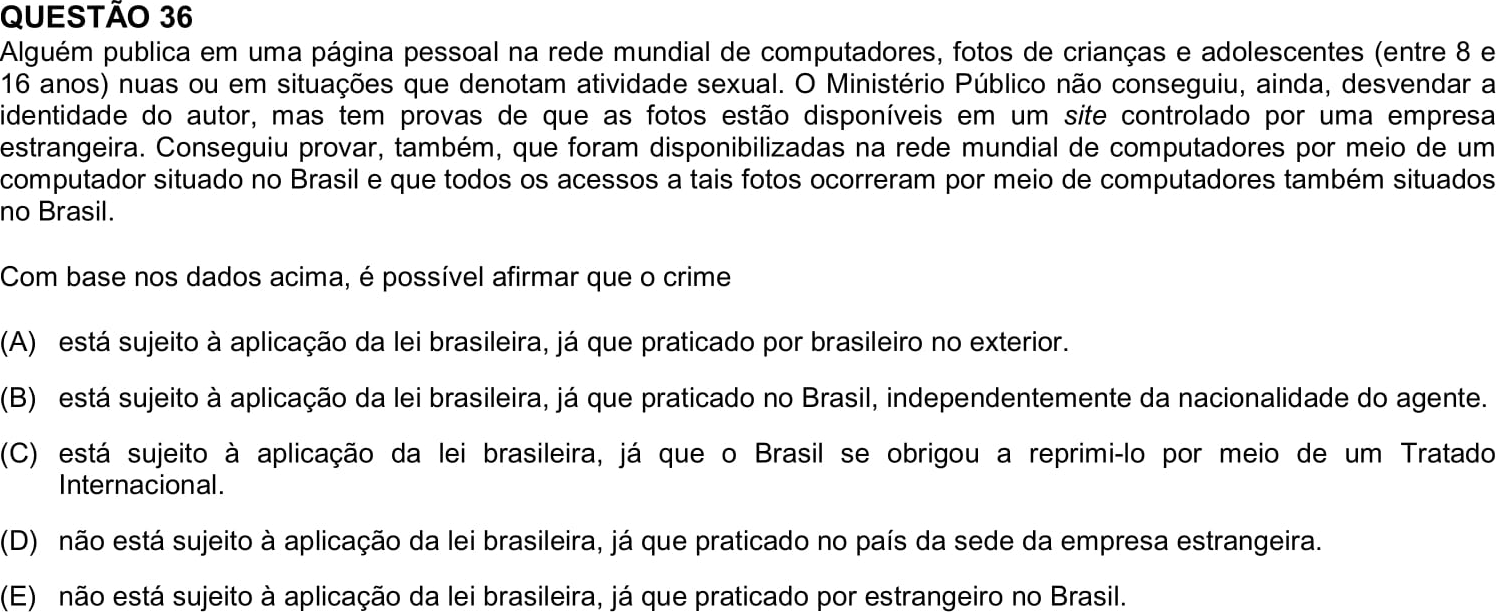 QUESTÃO 36
Alguém publica em uma página pessoal na rede mundial de computadores, fotos de crianças e adolescentes (entre 8 e
16 anos) nuas ou em situações que denotam atividade sexual. O Ministério Público não conseguiu, ainda, desvendar a
identidade do autor, mas tem provas de que as fotos estão disponíveis em um site controlado por uma empresa
estrangeira. Conseguiu provar, também, que foram disponibilizadas na rede mundial de computadores por meio de um
computador situado no Brasil e que todos os acessos a tais fotos ocorreram por meio de computadores também situados
no Brasil.
Com base nos dados acima, é possível afirmar que o crime
(A) está sujeito à aplicação da lei brasileira, já que praticado por brasileiro no exterior.
(B) está sujeito à aplicação da lei brasileira, já que praticado no Brasil, independentemente da nacionalidade do agente.
(C) está sujeito à aplicação da lei brasileira, já que o Brasil se obrigou a reprimi-lo por meio de um Tratado
Internacional.
(D) não está sujeito à aplicação da lei brasileira, já que praticado no país da sede da empresa estrangeira.
(E) não está sujeito à aplicação da lei brasileira, já que praticado por estrangeiro no Brasil.